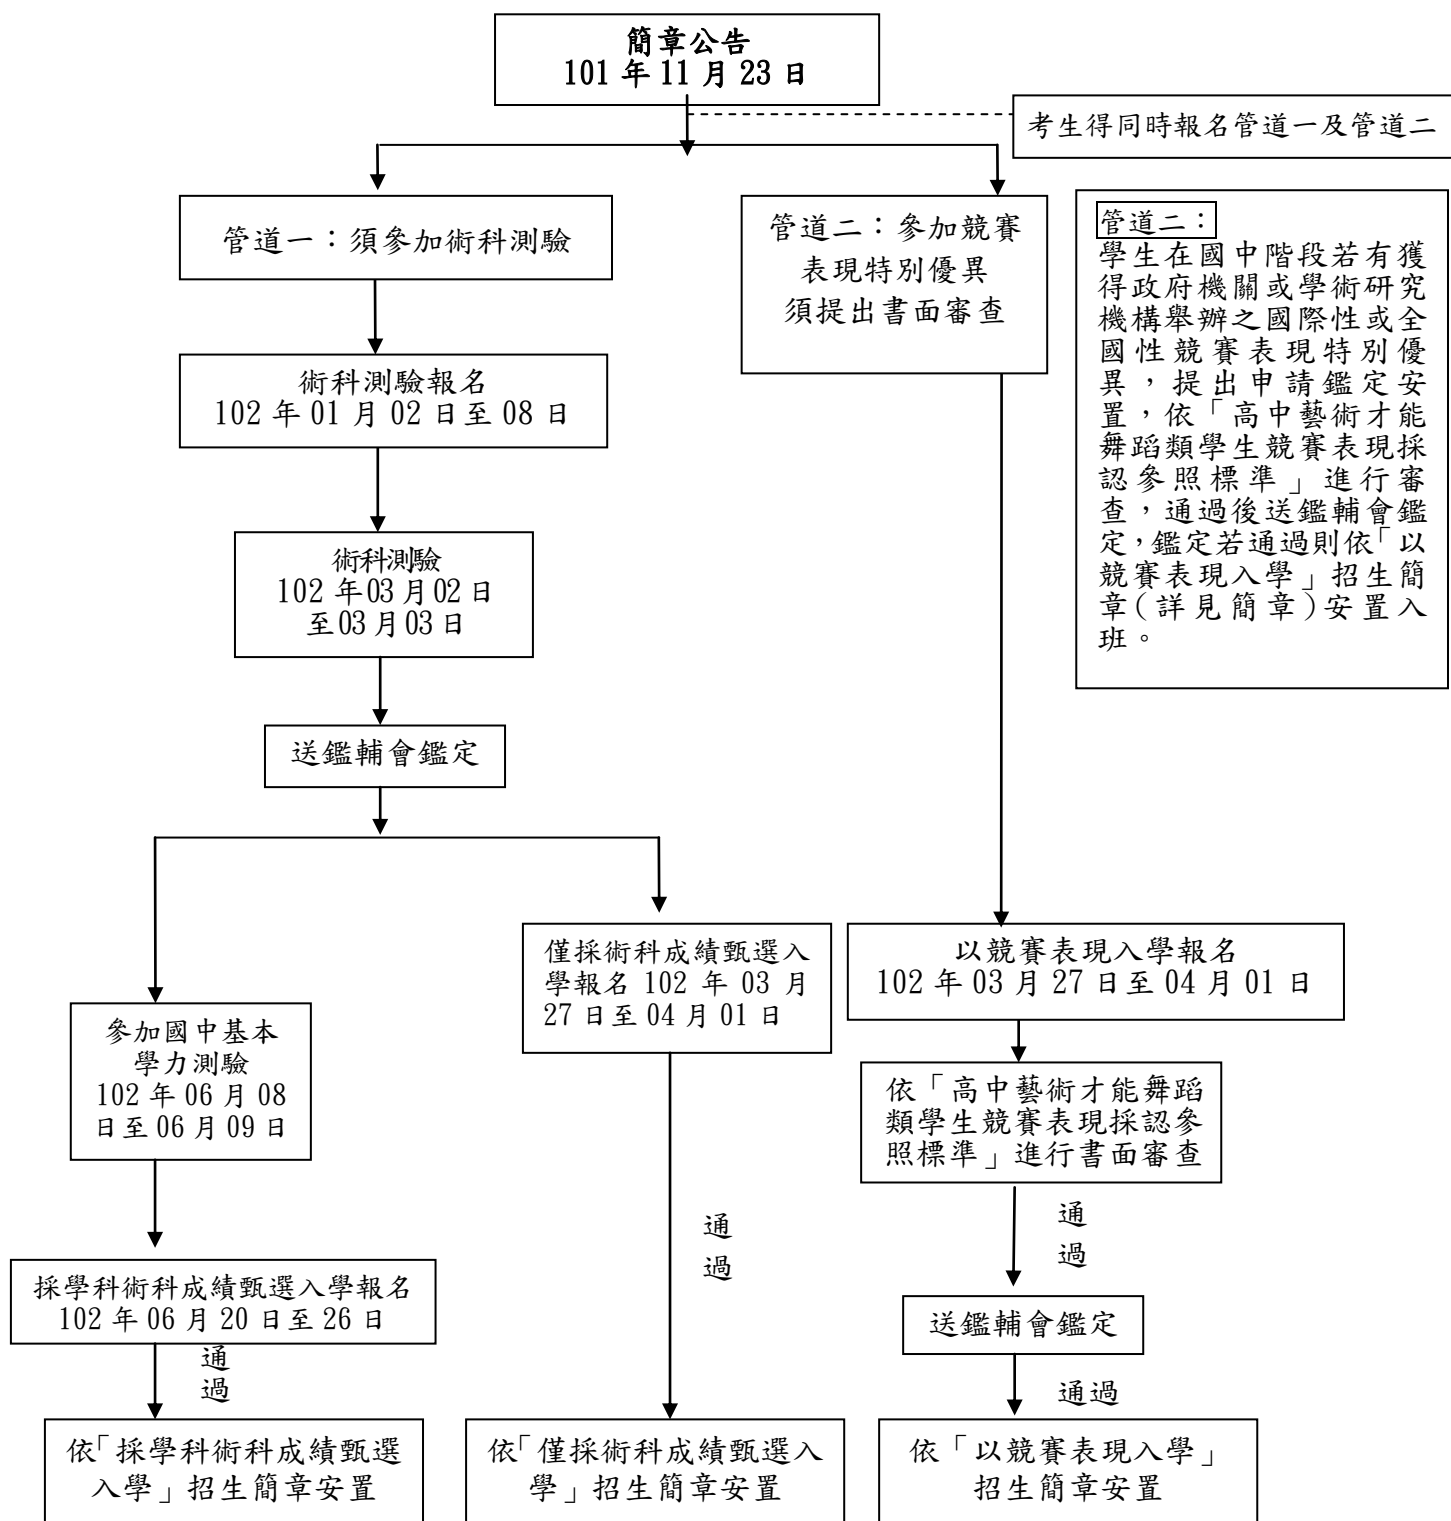 簡章公告
101 年 11 月 23 日
考生得同時報名管道一及管道二
管道一：須參加術科測驗
管道二：參加競賽
表現特別優異
須提出書面審查
管道二：
學生在國中階段若有獲
得政府機關或學術研究
機構舉辦之國際性或全
國性競賽表現特別優
異，提出申請鑑定安
置，依「高中藝術才能
舞蹈類學生競賽表現採
認參照標準」進行審
查，通過後送鑑輔會鑑
定，鑑定若通過則依「以
競賽表現入學」招生簡
章(詳見簡章)安置入
班。
術科測驗報名
102 年 01 月 02 日至 08 日
術科測驗
102 年03 月 02 日
至03 月 03 日
送鑑輔會鑑定
僅採術科成績甄選入
學報名 102 年 03 月
27 日至 04 月 01 日
以競賽表現入學報名
102 年 03 月 27 日至 04 月 01 日
參加國中基本
學力測驗
102 年 06 月 08
日至 06 月 09 日
依「高中藝術才能舞蹈
類學生競賽表現採認參
照標準」進行書面審查
通
過
通
過
採學科術科成績甄選入學報名
102 年 06 月 20 日至 26 日
送鑑輔會鑑定
通
過
通過
依「採學科術科成績甄選
入學」招生簡章安置
依「僅採術科成績甄選入
學」招生簡章安置
依「以競賽表現入學」
招生簡章安置